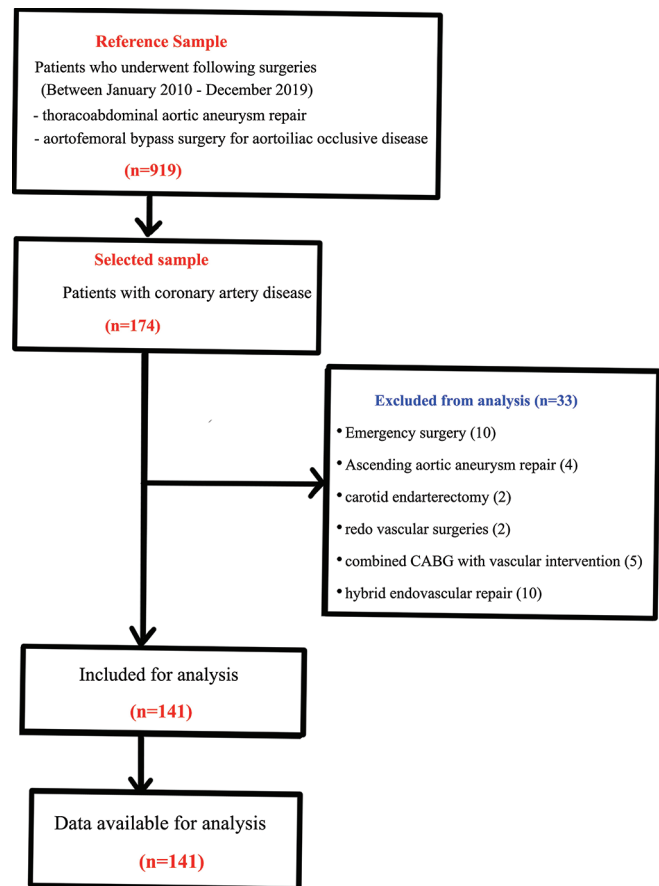 Reference Sample
Patients who underwent following surgeries
(Between January 2010 - December 2019)
- thoracoabdominal aortic aneurysm repair
- aortofemoral bypass surgery for aortoiliac occlusive disease
(n=919)
Selected sample
Patients with coronary artery disease
(n=174)
Excluded from analysis (n=33)
• Emergency surgery (10)
• Ascending aortic aneurysm repair (4)
• carotid endarterectomy (2)
• redo vascular surgeries (2)
• combined CABG with vascular intervention (5)
• hybrid endovascular repair (10)
Included for analysis
(n=141)
Data available for analysis
(n=141)